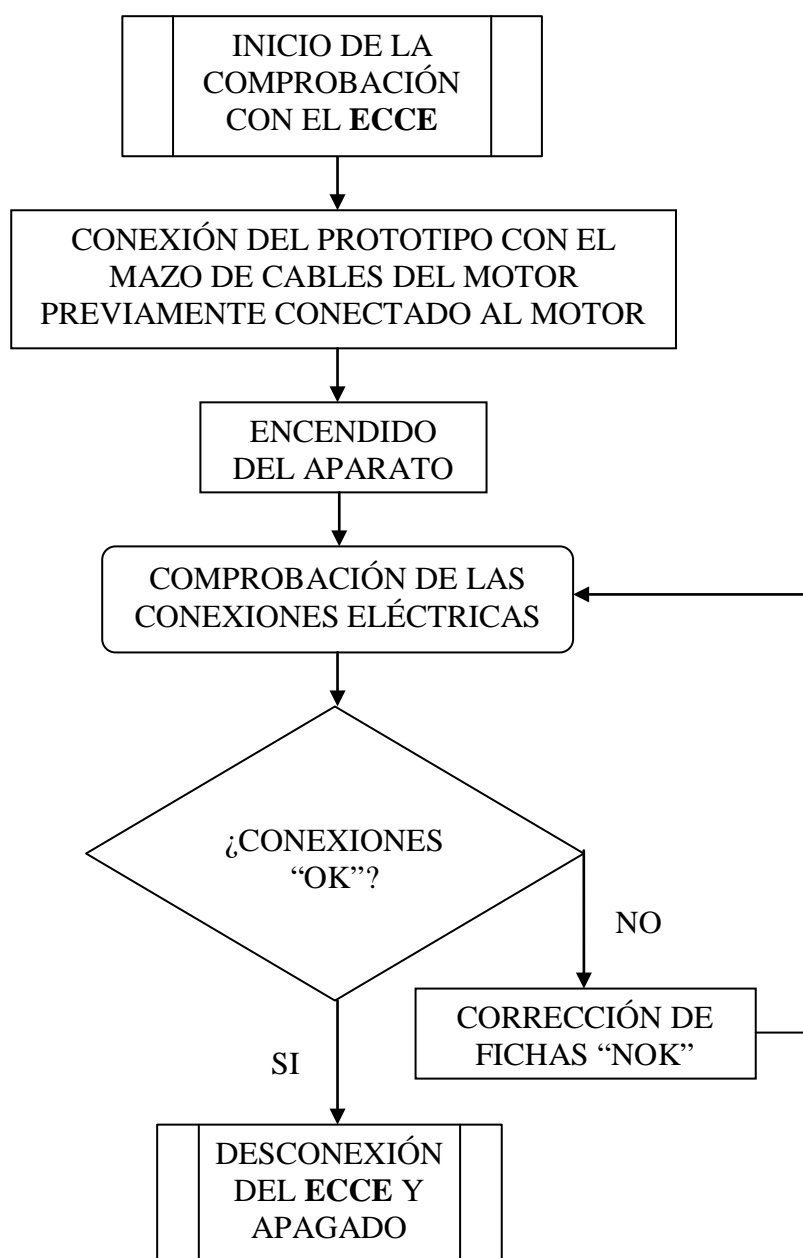 INICIO DE LA
COMPROBACIÓN
CON EL ECCE
CONEXIÓN DEL PROTOTIPO CON EL
MAZO DE CABLES DEL MOTOR
PREVIAMENTE CONECTADO AL MOTOR
ENCENDIDO
DEL APARATO
COMPROBACIÓN DE LAS
CONEXIONES ELÉCTRICAS
¿CONEXIONES
“OK”?
NO
CORRECCIÓN DE
FICHAS “NOK”
SI
DESCONEXIÓN
DEL ECCE Y
APAGADO